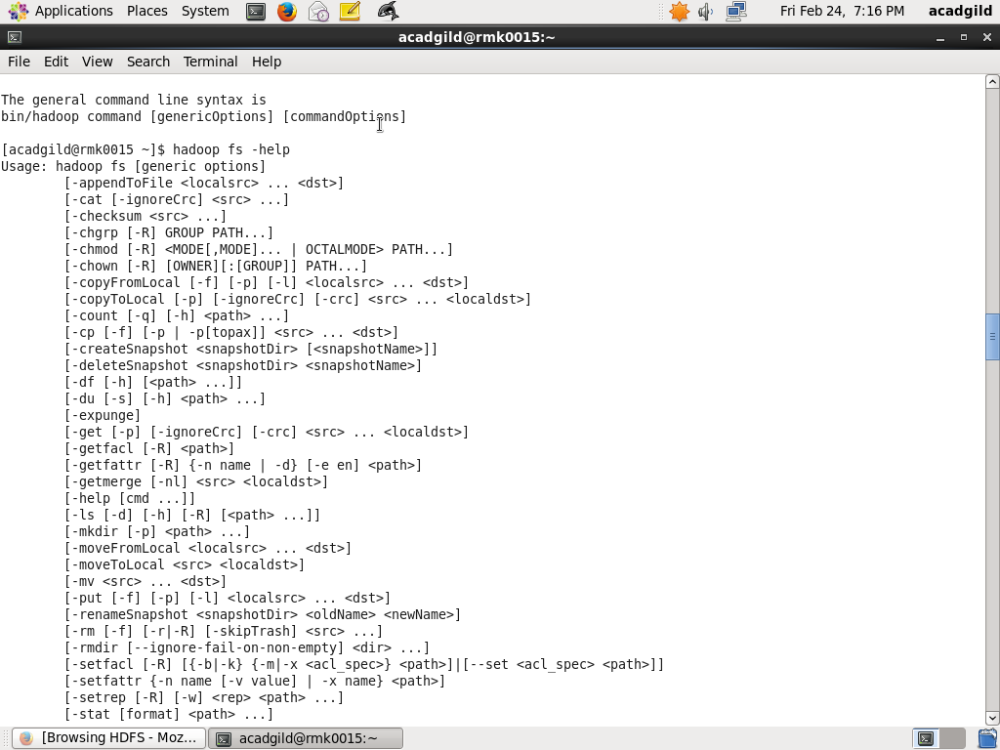 Applications Places System Fri Feb 24, 7:16 PM acadgild
acadgild@rmk0015:~
File Edit View Search Terminal Help
The general command line syntax is
bin/hadoop command [genericOptions] [commandOptions]
[acadgild@rmk0015 ~]$ hadoop fs -help
Usage: hadoop fs [generic options]
[-appendToFile <localsrc> ... <dst>]
[-cat [-ignoreCrc] <src> ...]
[-checksum <src> ...]
[-chgrp [-R] GROUP PATH...]
[-chmod [-R] <MODE[,MODE]... | OCTALMODE> PATH...]
[-chown [-R] [OWNER][:[GROUP]] PATH...]
[-copyFromLocal [-f] [-p] [-l] <localsrc> ... <dst>]
[-copyToLocal [-p] [-ignoreCrc] [-crc] <src> ... <localdst>]
[-count [-q] [-h] <path> ...]
[-cp [-f] [-p | -p[topax]] <src> ... <dst>]
[-createSnapshot <snapshotDir> [<snapshotName>]]
[-deleteSnapshot <snapshotDir> <snapshotName>]
[-df [-h] [<path> ...]]
[-du [-s] [-h] <path> ...]
[-expunge]
[-get [-p] [-ignoreCrc] [-crc] <src> ... <localdst>]
[-getfacl [-R] <path>]
[-getfattr [-R] {-n name | -d} [-e en] <path>]
[-getmerge [-nl] <src> <localdst>]
[-help [cmd ...]]
[-ls [-d] [-h] [-R] [<path> ...]]
[-mkdir [-p] <path> ...]
[-moveFromLocal <localsrc> ... <dst>]
[-moveToLocal <src> <localdst>]
[-mv <src> ... <dst>]
[-put [-f] [-p] [-l] <localsrc> ... <dst>]
[-renameSnapshot <snapshotDir> <oldName> <newName>]
[-rm [-f] [-r|-R] [-skipTrash] <src> ...]
[-rmdir [--ignore-fail-on-non-empty] <dir> ...]
[-setfacl [-R] [{-b|-k} {-m|-x <acl_spec>} <path>]|[--set <acl_spec> <path>]]
[-setfattr {-n name [-v value] | -x name} <path>]
[-setrep [-R] [-w] <rep> <path> ...]
[-stat [format] <path> ...]
[Browsing HDFS - Moz... acadgild@rmk0015:~